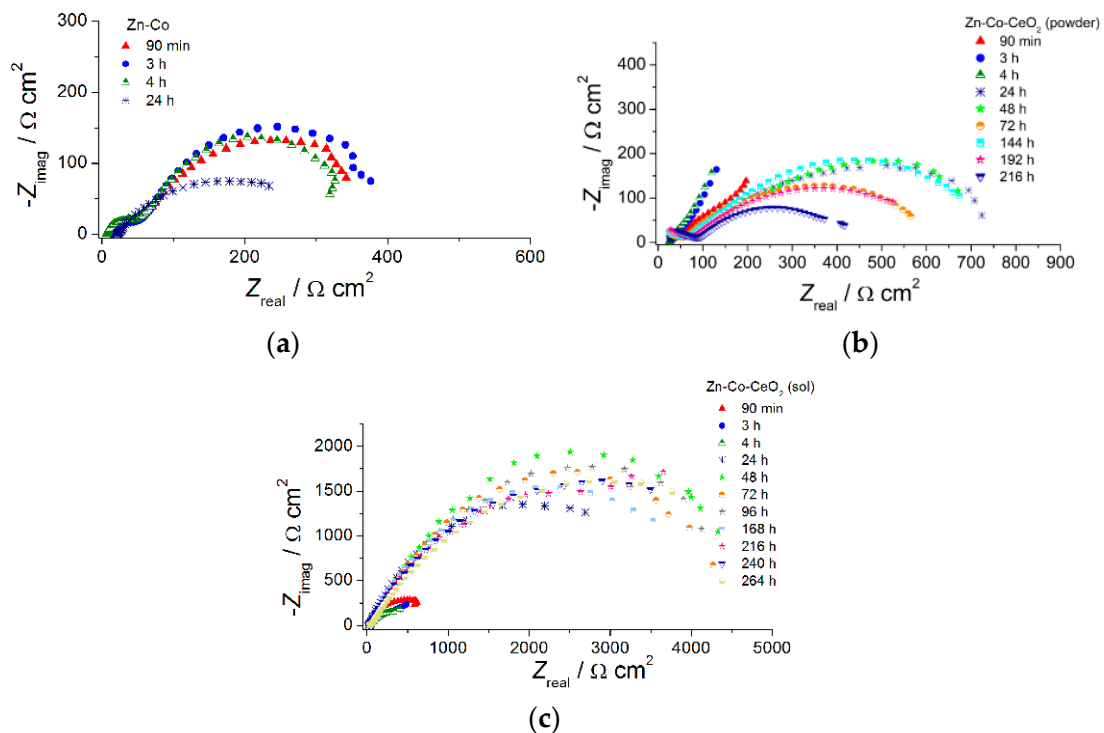 Zn-Co
90 min
3 h
4 h
24 h
-Z_imag / Ω cm²
300
200
100
0
0 200 400 600
Z_real / Ω cm²
(a)
Zn-Co-CeO₂ (powder)
90 min
3 h
4 h
24 h
48 h
72 h
144 h
192 h
216 h
-Z_imag / Ω cm²
400
300
200
100
0
0 100 200 300 400 500 600 700 800 900
Z_real / Ω cm²
(b)
Zn-Co-CeO₂ (sol)
90 min
3 h
4 h
24 h
48 h
72 h
96 h
168 h
216 h
240 h
264 h
-Z_imag / Ω cm²
2000
1750
1500
1250
1000
750
500
250
0
0 1000 2000 3000 4000 5000
Z_real / Ω cm²
(c)